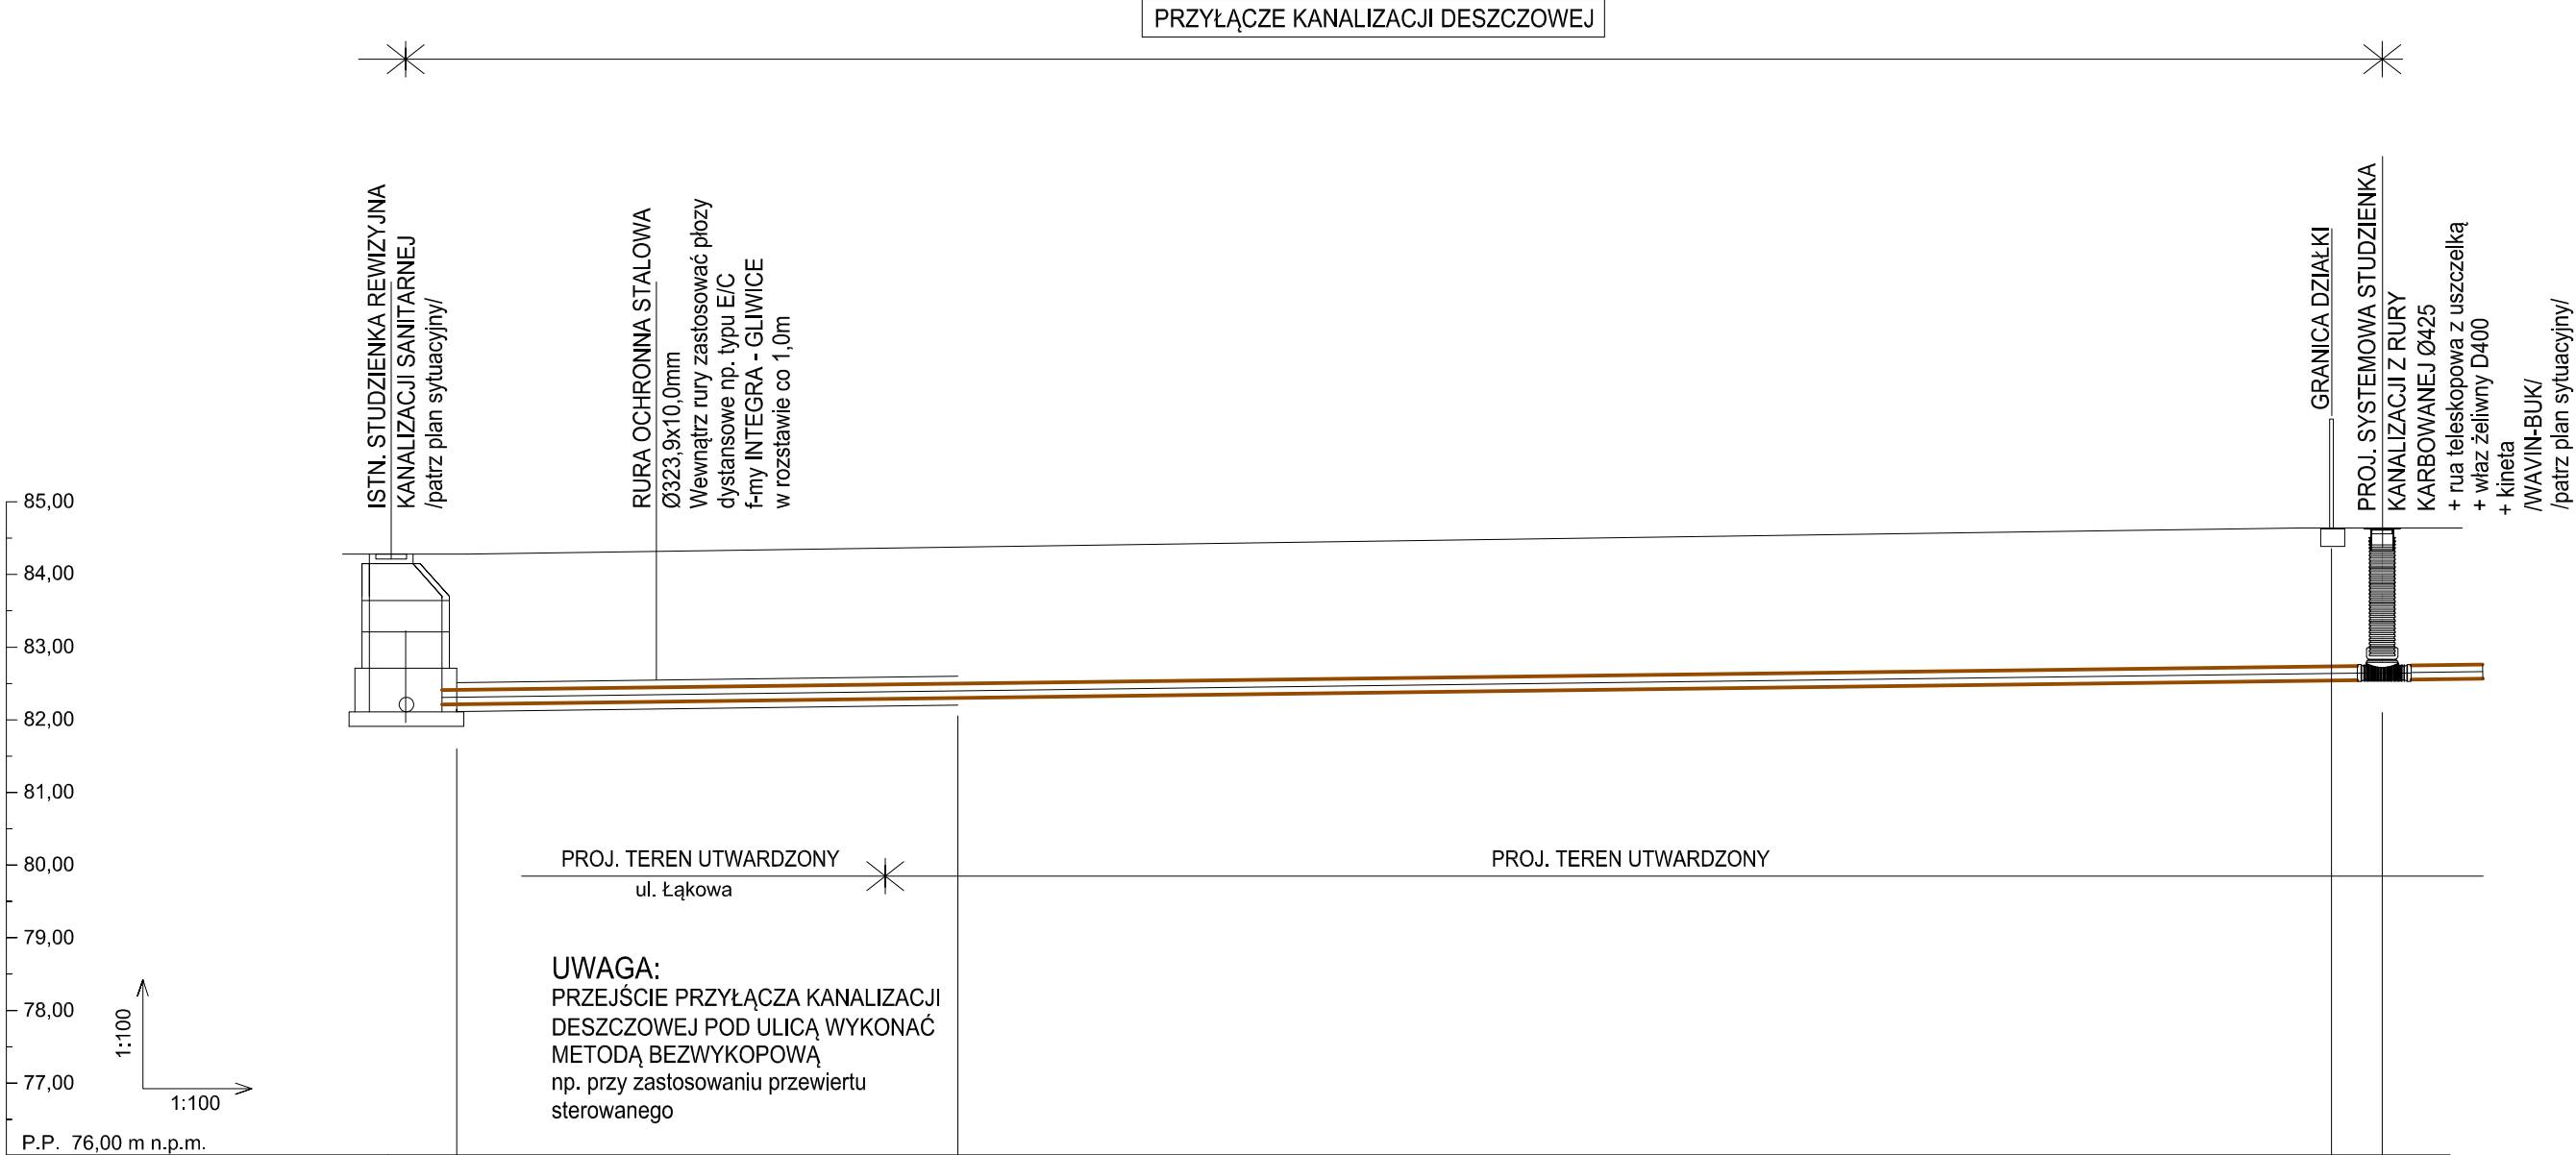 PRZYŁĄCZE KANALIZACJI DESZCZOWEJ
ISTN. STUDZIENKA REWIZYJNA
KANALIZACJI SANITARNEJ
/patrz plan sytuacyjny/
RURA OCHRONNA STALOWA
Ø323,9x10,0mm
Wewnątrz rury zastosować płozy
dystansowe np. typu E/C
f-my INTEGRA - GLIWICE
w rozstawie co 1,0m
GRANICA DZIAŁKI
PROJ. SYSTEMOWA STUDZIENKA
KANALIZACJI Z RURY
KARBOWANEJ Ø425
+ rua teleskopowa z uszczelką
+ właz żeliwny D400
+ kineta
/WAVIN-BUK/
/patrz plan sytuacyjny/
85,00
84,00
83,00
82,00
81,00
80,00
79,00
78,00
77,00
P.P. 76,00 m n.p.m.
1:100
1:100
PROJ. TEREN UTWARDZONY
ul. Łąkowa
PROJ. TEREN UTWARDZONY
UWAGA:
PRZEJŚCIE PRZYŁĄCZA KANALIZACJI
DESZCZOWEJ POD ULICĄ WYKONAĆ
METODĄ BEZWYKOPOWĄ
np. przy zastosowaniu przewiertu
sterowanego